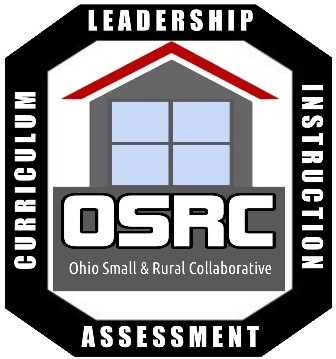 LEADERSHIP
CURRICULUM
INSTRUCTION
OSRC
Ohio Small & Rural Collaborative
ASSESSMENT